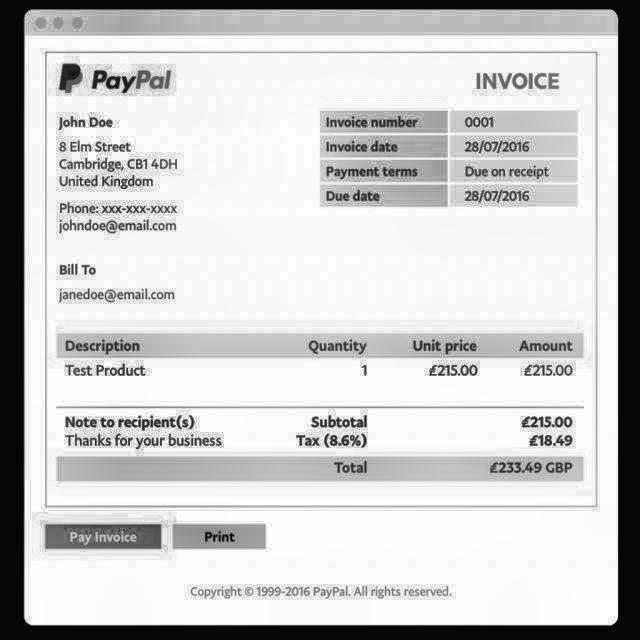 PayPal
INVOICE
John Doe
8 Elm Street
Cambridge, CB1 4DH
United Kingdom
Phone: xxx-xxx-xxxx
johndoe@email.com
Invoice number 0001
Invoice date 28/07/2016
Payment terms Due on receipt
Due date 28/07/2016
Bill To
janedoe@email.com
Description Quantity Unit price Amount
Test Product 1 £215.00 £215.00
Note to recipient(s) Subtotal £215.00
Thanks for your business Tax (8.6%) £18.49
Total £233.49 GBP
Pay Invoice Print
Copyright © 1999-2016 PayPal. All rights reserved.